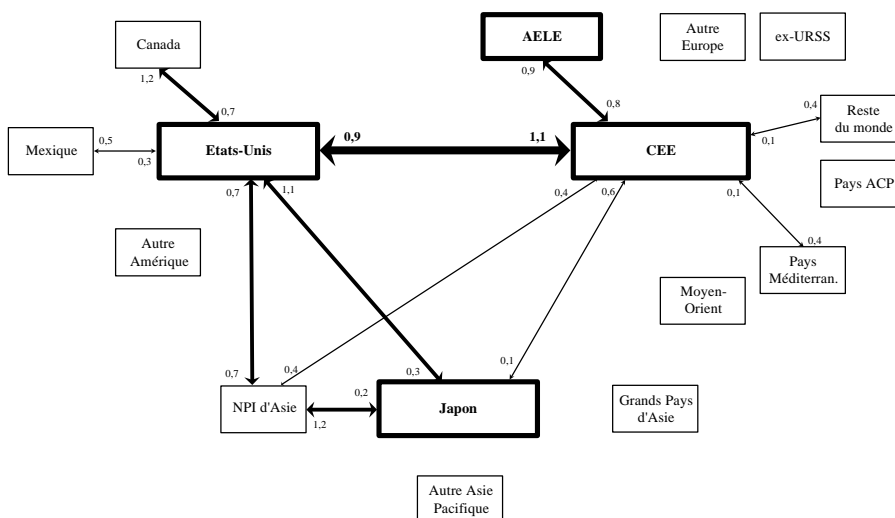 Canada
AELE
Autre
Europe
ex-URSS
1,2
0,9
0,7
0,8
0,4
Reste
du monde
Mexique
0,5
0,3
Etats-Unis
0,9
1,1
CEE
0,1
0,7
1,1
0,4
0,6
0,1
Pays ACP
Autre
Amérique
0,4
Pays
Méditerran.
Moyen-
Orient
0,7
0,4
0,3
0,1
NPI d'Asie
0,2
1,2
Japon
Grands Pays
d'Asie
Autre Asie
Pacifique